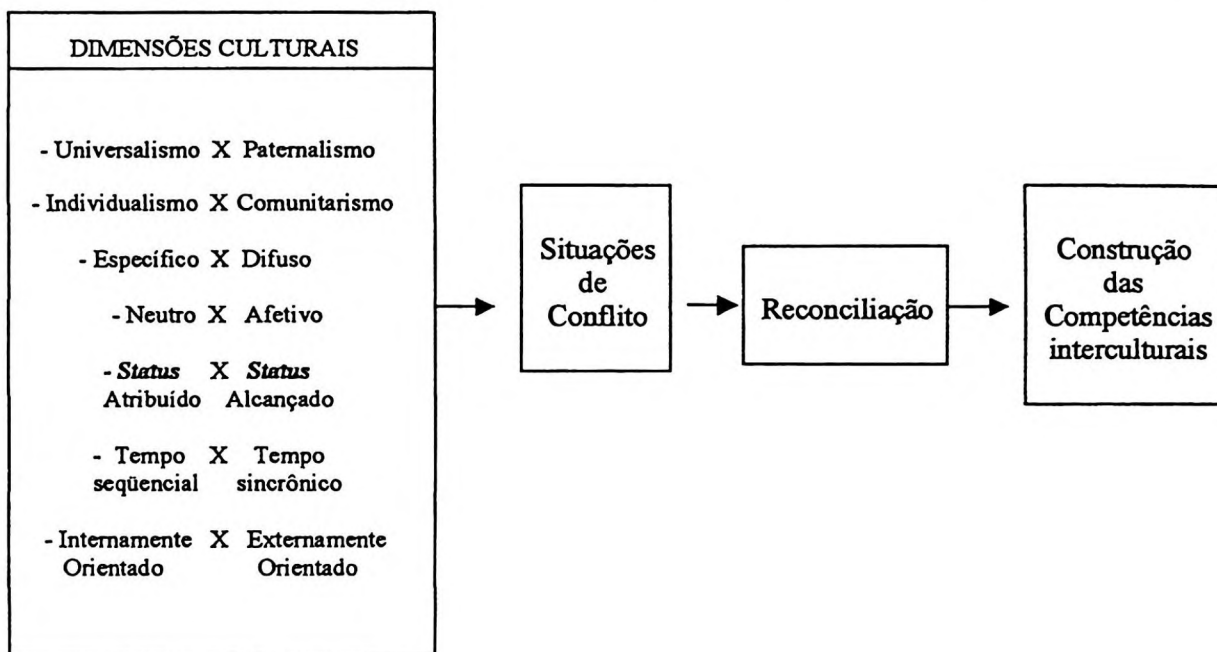 DIMENSÕES CULTURAIS
- Universalismo X Paternalismo
- Individualismo X Comunitarismo
- Específico X Difuso
- Neutro X Afetivo
- Status X Status
Atribuído Alcançado
- Tempo X Tempo
seqüencial sincrônico
- Internamente X Externamente
Orientado Orientado
Situações
de
Conflito
Reconciliação
Construção
das
Competências
interculturais